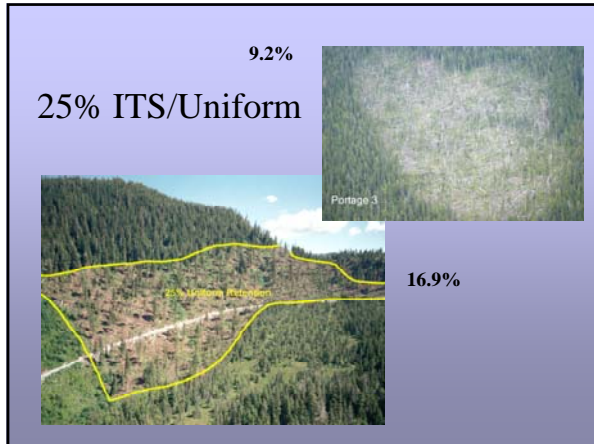 9.2%
25% ITS/Uniform
Portage 3
16.9%
25% Uniform Retention